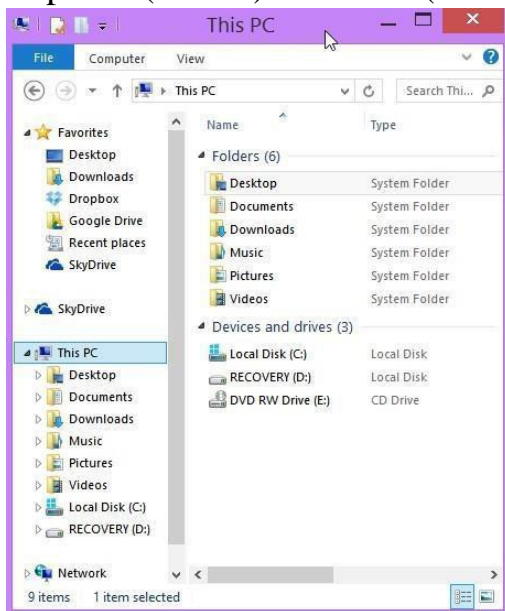 This PC
File Computer View
This PC Search Thi...
Favorites
Desktop
Downloads
Dropbox
Google Drive
Recent places
SkyDrive
SkyDrive
This PC
Desktop
Documents
Downloads
Music
Pictures
Videos
Local Disk (C:)
RECOVERY (D:)
Network
Name Type
Folders (6)
Desktop System Folder
Documents System Folder
Downloads System Folder
Music System Folder
Pictures System Folder
Videos System Folder
Devices and drives (3)
Local Disk (C:) Local Disk
RECOVERY (D:) Local Disk
DVD RW Drive (E:) CD Drive
9 items 1 item selected